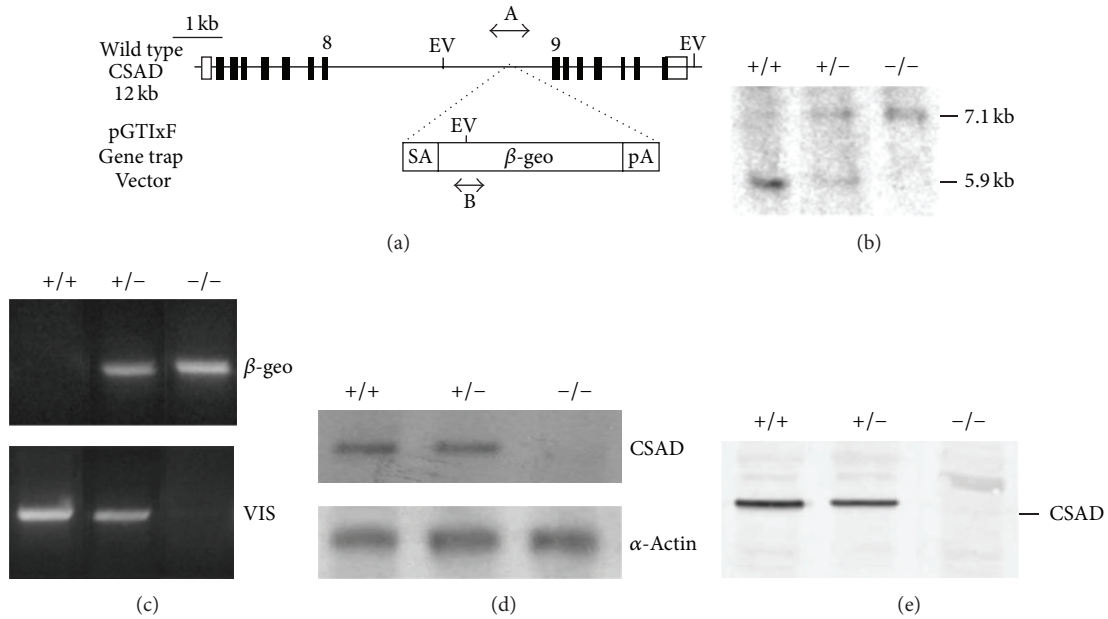 1 kb
A
Wild type
CSAD
12 kb
8
EV
9
EV
pGTIxF
Gene trap
Vector
EV
SA
β-geo
pA
B
(a)
+/+ +/− −/−
7.1 kb
5.9 kb
(b)
+/+ +/− −/−
β-geo
VIS
(c)
+/+ +/− −/−
CSAD
α-Actin
(d)
+/+ +/− −/−
CSAD
(e)